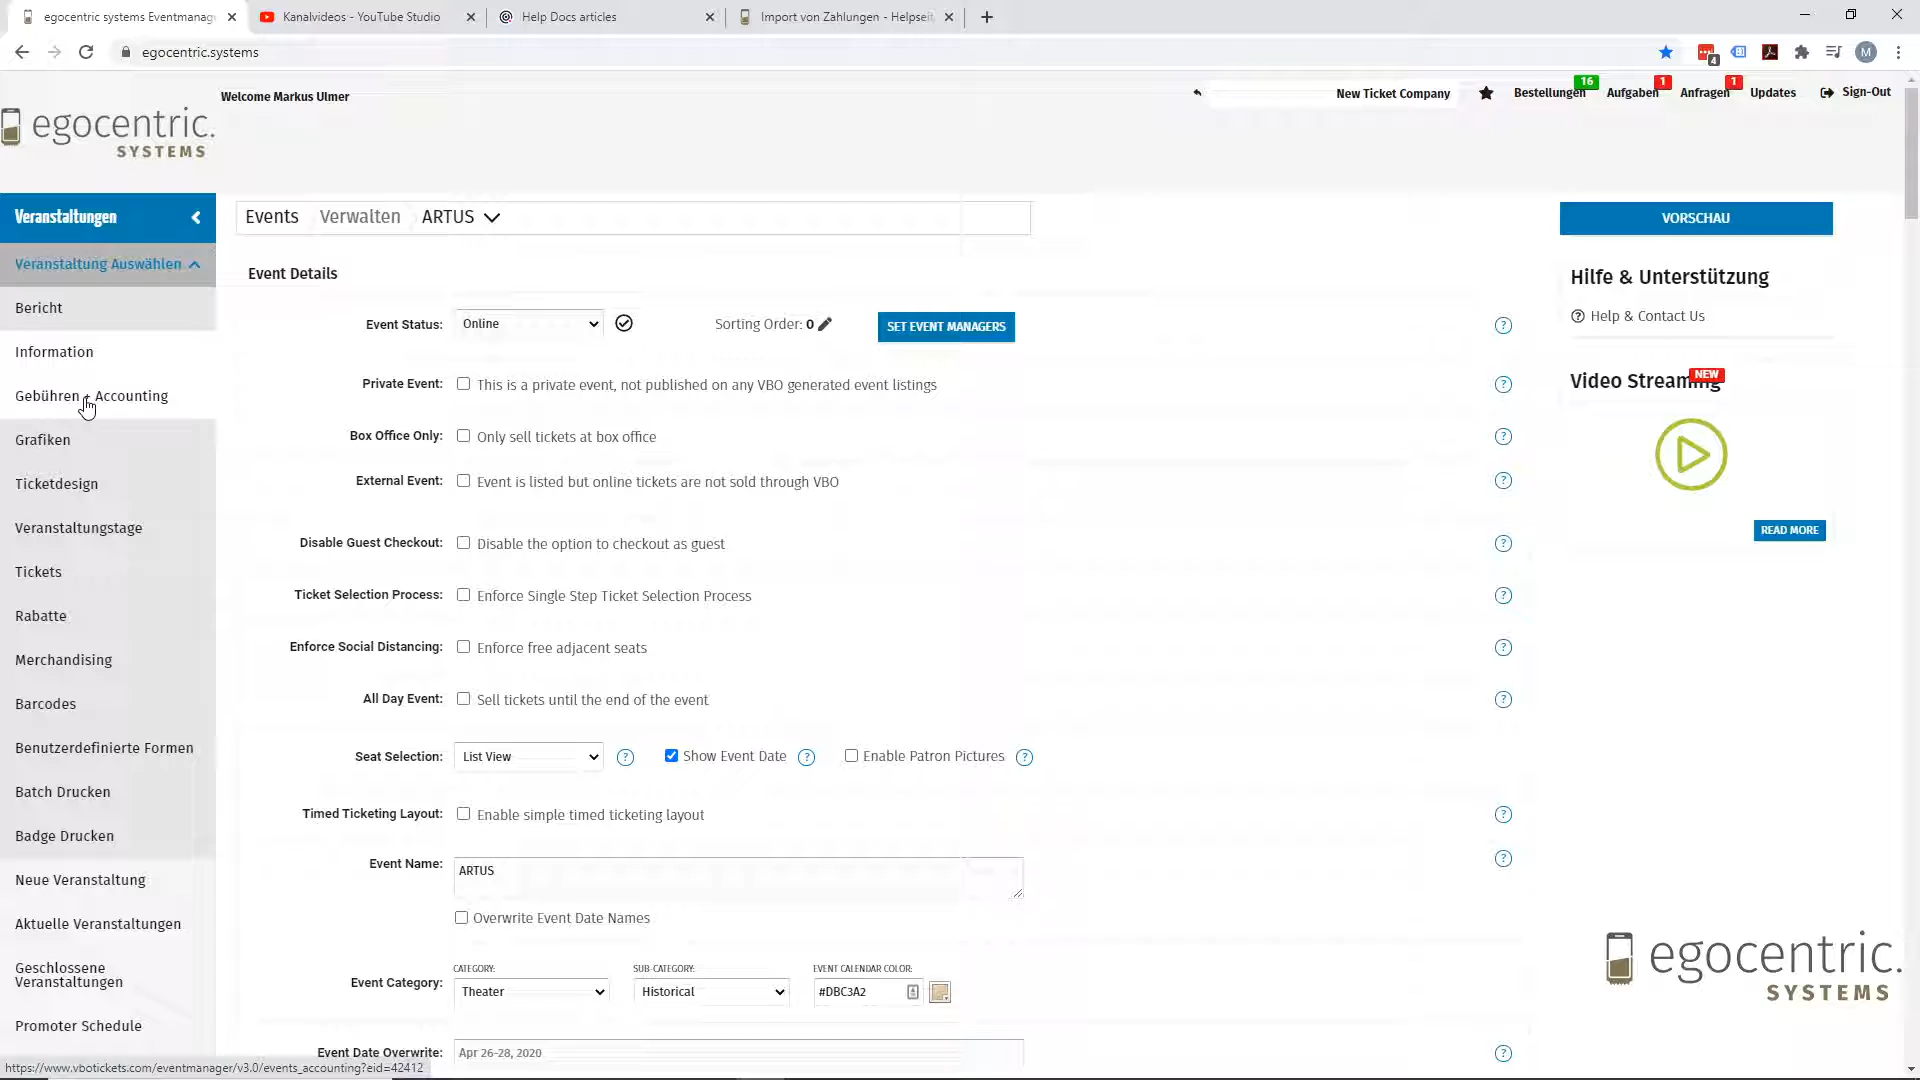 egocentric systems Eventmanag
Kanalvideos - YouTube Studio
Help Docs articles
Import von Zahlungen - Helpseit
egocentric.systems
4
M
Welcome Markus Ulmer
New Ticket Company
Bestellungen
16
Aufgaben
1
Anfragen
1
Updates
Sign-Out
egocentric.
SYSTEMS
Veranstaltungen
Veranstaltung Auswählen
Bericht
Information
Gebühren + Accounting
Grafiken
Ticketdesign
Veranstaltungstage
Tickets
Rabatte
Merchandising
Barcodes
Benutzerdefinierte Formen
Batch Drucken
Badge Drucken
Neue Veranstaltung
Aktuelle Veranstaltungen
Geschlossene
Veranstaltungen
Promoter Schedule
Events Verwalten ARTUS
Event Details
Event Status: Online Sorting Order: 0 SET EVENT MANAGERS ?
Private Event: This is a private event, not published on any VBO generated event listings ?
Box Office Only: Only sell tickets at box office ?
External Event: Event is listed but online tickets are not sold through VBO ?
Disable Guest Checkout: Disable the option to checkout as guest ?
Ticket Selection Process: Enforce Single Step Ticket Selection Process ?
Enforce Social Distancing: Enforce free adjacent seats ?
All Day Event: Sell tickets until the end of the event ?
Seat Selection: List View ? Show Event Date ? Enable Patron Pictures ?
Timed Ticketing Layout: Enable simple timed ticketing layout ?
Event Name: ARTUS ?
Overwrite Event Date Names
CATEGORY: SUB-CATEGORY: EVENT CALENDAR COLOR:
Event Category: Theater Historical #DBC3A2
Event Date Overwrite: Apr 26-28, 2020 ?
VORSCHAU
Hilfe & Unterstützung
? Help & Contact Us
Video Streaming
NEW
READ MORE
egocentric.
SYSTEMS
https://www.vbotickets.com/eventmanager/v3.0/events_accounting?eid=42412